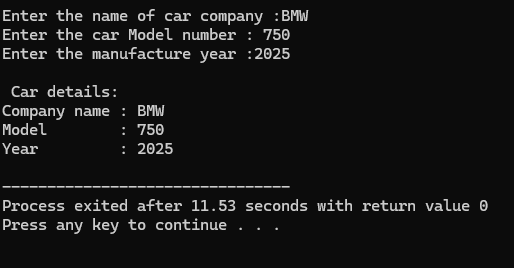 Enter the name of car company :BMW
Enter the car Model number : 750
Enter the manufacture year :2025
Car details:
Company name : BMW
Model        : 750
Year         : 2025
--------------------------------
Process exited after 11.53 seconds with return value 0
Press any key to continue . . .